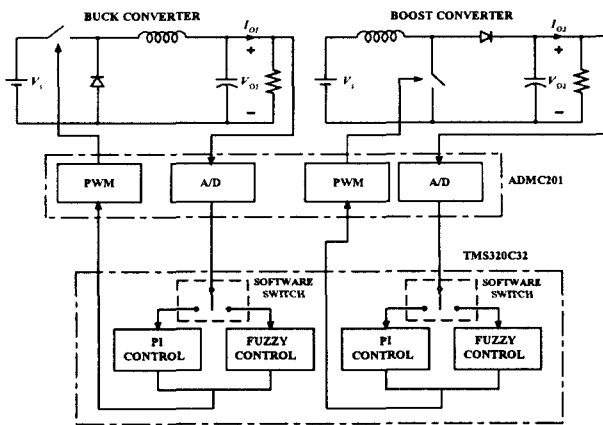 BUCK CONVERTER
BOOST CONVERTER
I_O1
I_O2
+
+
V_s
V_O1
V_s
V_O2
−
−
PWM
A/D
PWM
A/D
ADMC201
TMS320C32
SOFTWARE
SWITCH
SOFTWARE
SWITCH
PI
CONTROL
FUZZY
CONTROL
PI
CONTROL
FUZZY
CONTROL